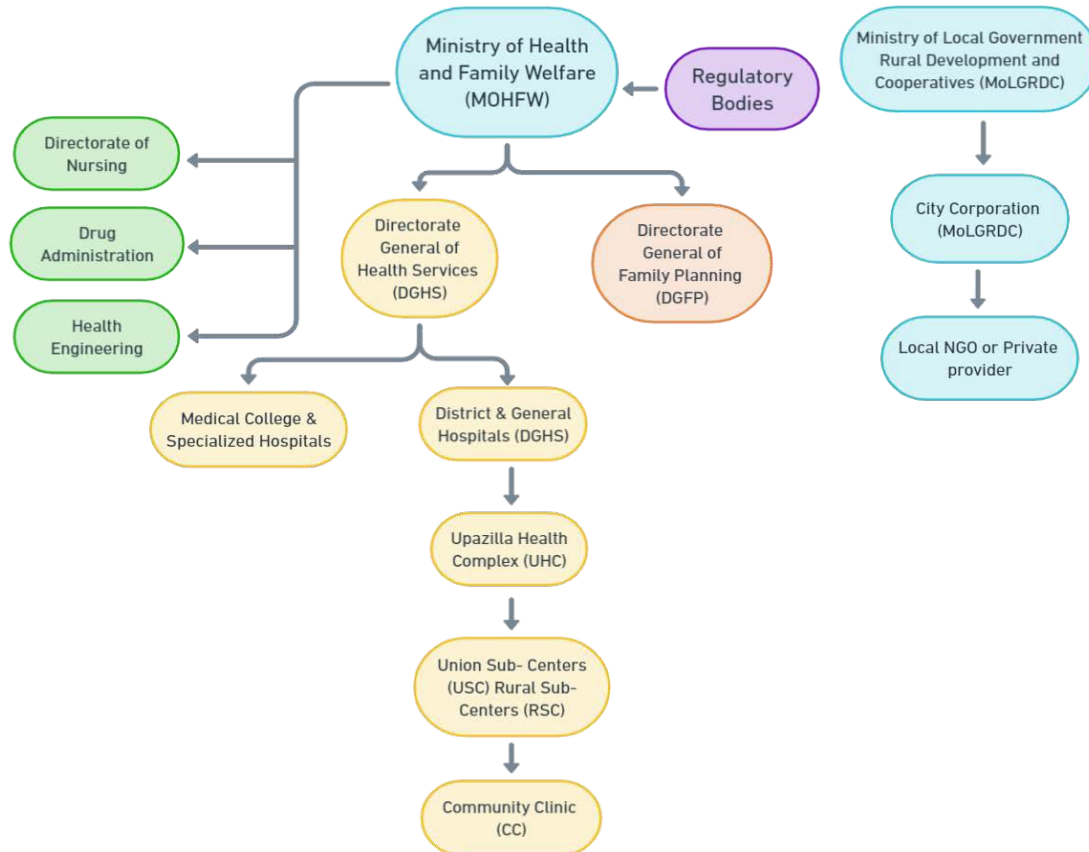 Ministry of Health
and Family Welfare
(MOHFW)
Regulatory
Bodies
Ministry of Local Government
Rural Development and
Cooperatives (MoLGRDC)
Directorate of
Nursing
Drug
Administration
Health
Engineering
Directorate
General of
Health Services
(DGHS)
Directorate
General of
Family Planning
(DGFP)
City Corporation
(MoLGRDC)
Local NGO or Private
provider
Medical College &
Specialized Hospitals
District & General
Hospitals (DGHS)
Upazilla Health
Complex (UHC)
Union Sub- Centers
(USC) Rural Sub-
Centers (RSC)
Community Clinic
(CC)